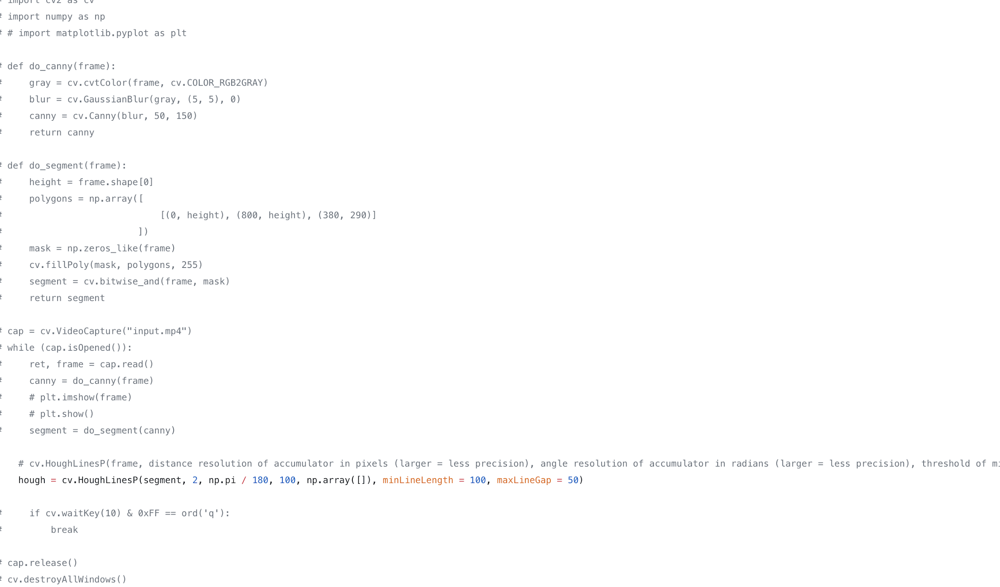 # import cv2 as cv
# import numpy as np
# # import matplotlib.pyplot as plt
# def do_canny(frame):
#     gray = cv.cvtColor(frame, cv.COLOR_RGB2GRAY)
#     blur = cv.GaussianBlur(gray, (5, 5), 0)
#     canny = cv.Canny(blur, 50, 150)
#     return canny
# def do_segment(frame):
#     height = frame.shape[0]
#     polygons = np.array([
#                             [(0, height), (800, height), (380, 290)]
#                         ])
#     mask = np.zeros_like(frame)
#     cv.fillPoly(mask, polygons, 255)
#     segment = cv.bitwise_and(frame, mask)
#     return segment
# cap = cv.VideoCapture("input.mp4")
# while (cap.isOpened()):
#     ret, frame = cap.read()
#     canny = do_canny(frame)
#     # plt.imshow(frame)
#     # plt.show()
#     segment = do_segment(canny)
    # cv.HoughLinesP(frame, distance resolution of accumulator in pixels (larger = less precision), angle resolution of accumulator in radians (larger = less precision), threshold of
    hough = cv.HoughLinesP(segment, 2, np.pi / 180, 100, np.array([]), minLineLength = 100, maxLineGap = 50)
#     if cv.waitKey(10) & 0xFF == ord('q'):
#         break
# cap.release()
# cv.destroyAllWindows()